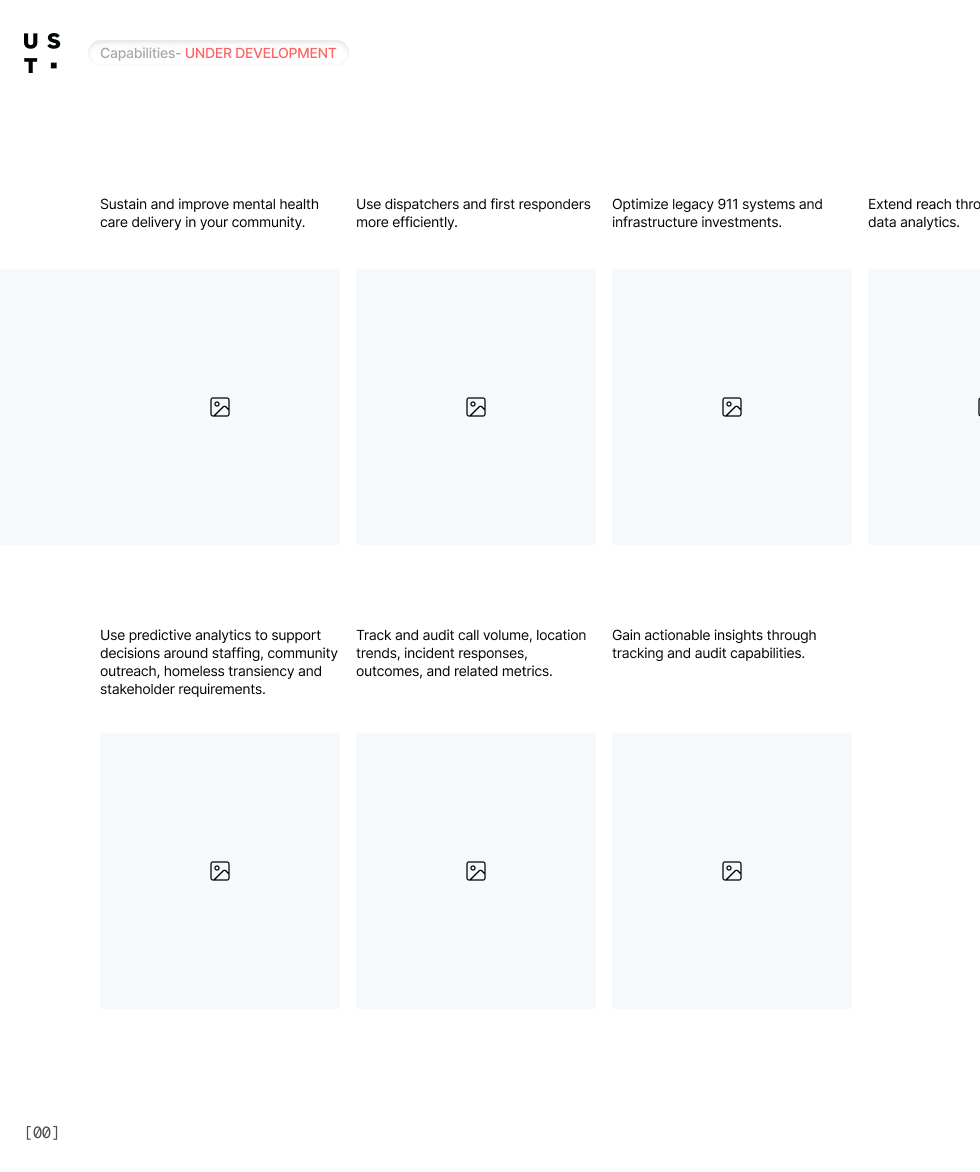 U S
T .
Capabilities- UNDER DEVELOPMENT
Sustain and improve mental health
care delivery in your community.
Use dispatchers and first responders
more efficiently.
Optimize legacy 911 systems and
infrastructure investments.
Extend reach thro
data analytics.
Use predictive analytics to support
decisions around staffing, community
outreach, homeless transiency and
stakeholder requirements.
Track and audit call volume, location
trends, incident responses,
outcomes, and related metrics.
Gain actionable insights through
tracking and audit capabilities.
[00]